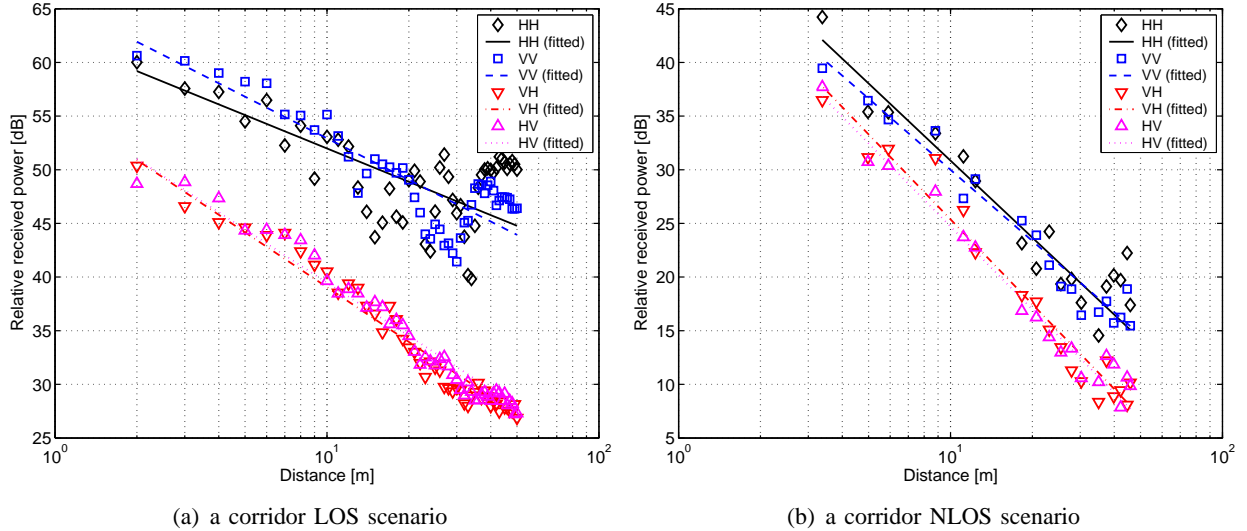 65
60
55
50
45
40
35
30
25
10^0
10^1
10^2
Distance [m]
Relative received power [dB]
HH
HH (fitted)
VV
VV (fitted)
VH
VH (fitted)
HV
HV (fitted)
(a) a corridor LOS scenario
45
40
35
30
25
20
15
10
5
10^0
10^1
10^2
Distance [m]
Relative received power [dB]
HH
HH (fitted)
VV
VV (fitted)
VH
VH (fitted)
HV
HV (fitted)
(b) a corridor NLOS scenario